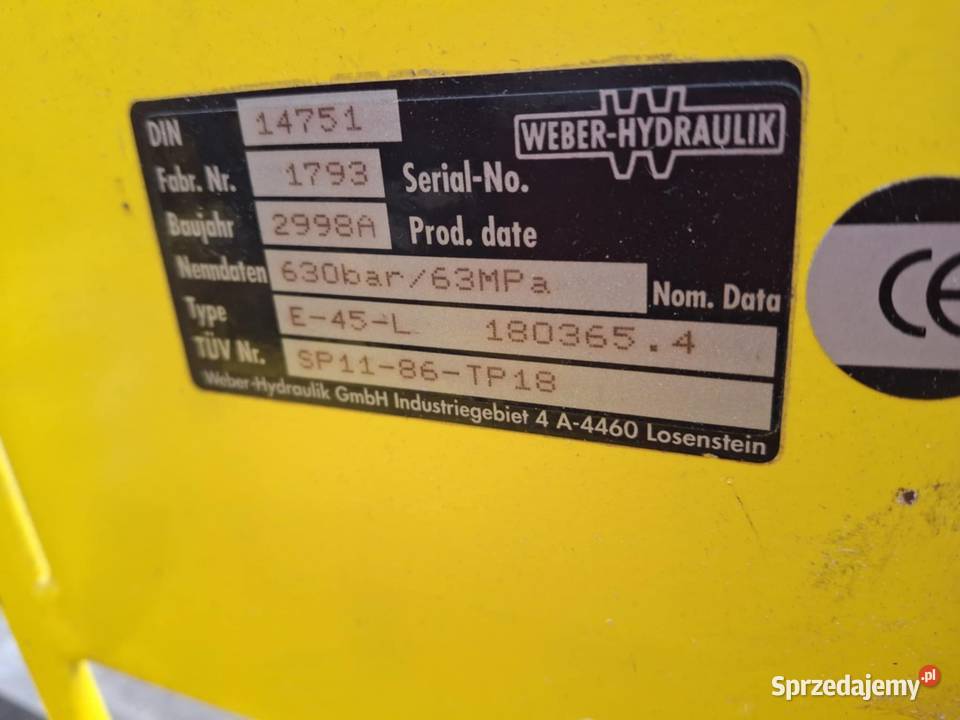 DIN 14751 WEBER-HYDRAULIK
Fabr. Nr. 1793 Serial-No.
Baujahr 2998A Prod. date
Nenndaten 630bar/63MPa Nom. Data
Type E-45-L 180365.4
TÜV Nr. SP11-86-TP18
Weber-Hydraulik GmbH Industriegebiet 4 A-4460 Losenstein
CE
Sprzedajemy.pl